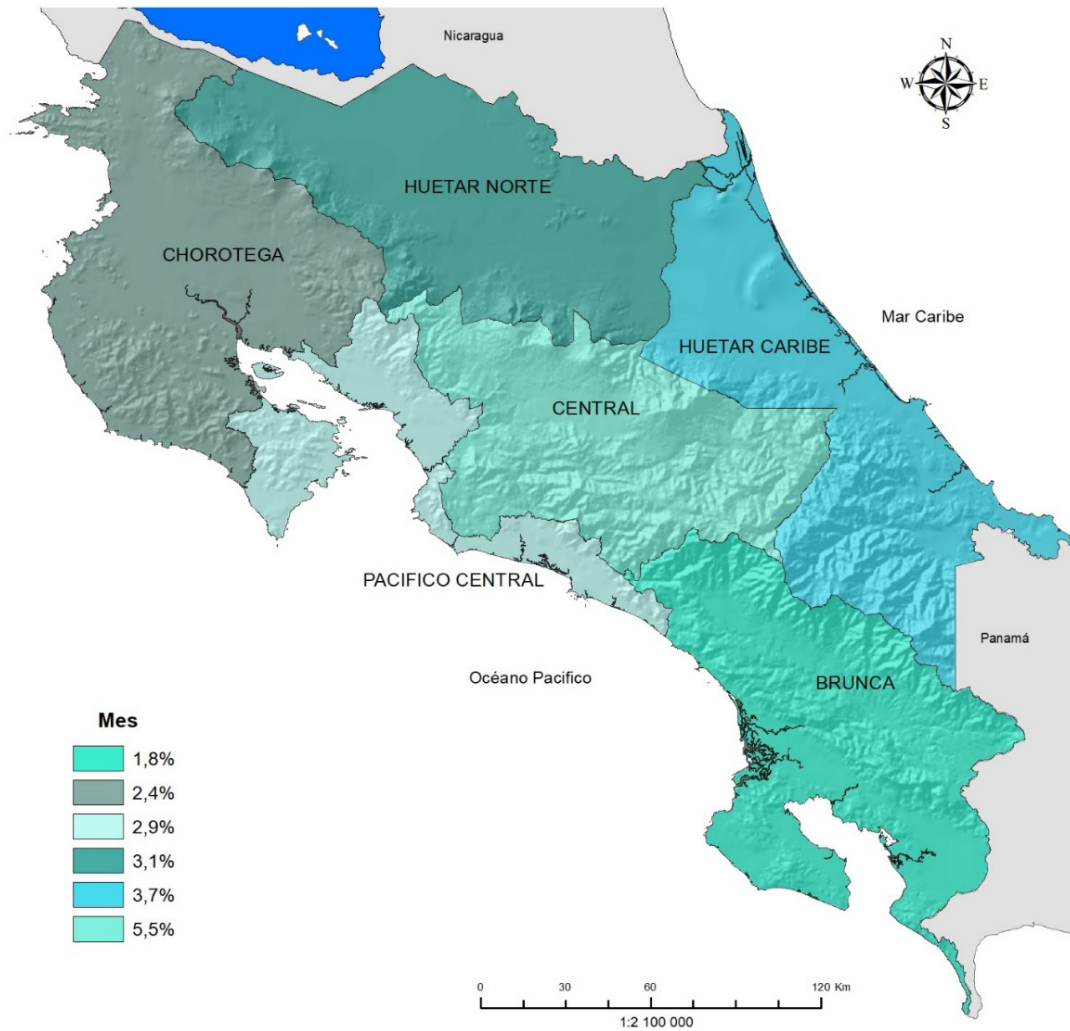 Nicaragua
N
W E
S
HUETAR NORTE
CHOROTEGA
Mar Caribe
HUETAR CARIBE
CENTRAL
PACIFICO CENTRAL
Panamá
Océano Pacifico
BRUNCA
Mes
1,8%
2,4%
2,9%
3,1%
3,7%
5,5%
0 30 60 120 Km
1:2 100 000